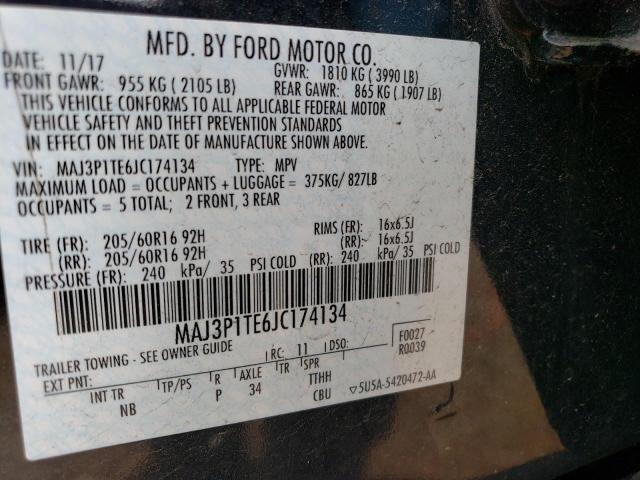 MFD. BY FORD MOTOR CO.
DATE: 11/17 GVWR: 1810 KG ( 3990 LB)
FRONT GAWR: 955 KG ( 2105 LB) REAR GAWR: 865 KG ( 1907 LB)
THIS VEHICLE CONFORMS TO ALL APPLICABLE FEDERAL MOTOR
VEHICLE SAFETY AND THEFT PREVENTION STANDARDS
IN EFFECT ON THE DATE OF MANUFACTURE SHOWN ABOVE.
VIN: MAJ3P1TE6JC174134 TYPE: MPV
MAXIMUM LOAD = OCCUPANTS + LUGGAGE = 375KG/ 827LB
OCCUPANTS = 5 TOTAL; 2 FRONT, 3 REAR
TIRE (FR): 205/60R16 92H RIMS (FR): 16x6.5J
(RR): 205/60R16 92H (RR): 16x6.5J
PRESSURE (FR): 240 kPa/ 35 PSI COLD (RR): 240 kPa/ 35 PSI COLD
MAJ3P1TE6JC174134
TRAILER TOWING - SEE OWNER GUIDE RC: 11 DSO: F0027
R0039
EXT PNT: INT TR TP/PS R AXLE TR SPR
NB P 34 TTHH
CBU 5U5A-5420472-AA